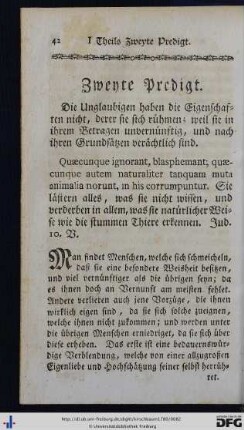 42 I Theils Zweyte Predigt.
Zweyte Predigt.
Die Unglaubigen haben die Eigenschaf-
ten nicht, derer sie sich rühmen: weil sie in
ihrem Betragen unvernünftig, und nach
ihren Grundsätzen verächtlich sind.
Quæcunque ignorant, blasphemant; quæ-
cunque autem naturaliter tanquam muta
animalia norunt, in his corrumpuntur. Sie
lästern alles, was sie nicht wissen, und
verderben in allem, was sie natürlicher Wei-
se wie die stummen Thiere erkennen. Jud.
10. V.
Man findet Menschen, welche sich schmeicheln,
daß sie eine besondere Weisheit besitzen,
und viel vernünftiger als die übrigen seyn; da
es ihnen doch an Vernunft am meisten fehlet.
Andere verlieren auch jene Vorzüge, die ihnen
wirklich eigen sind, da sie sich solche zueignen,
welche ihnen nicht zukommen; und werden unter
die übrigen Menschen erniedriget, da sie sich über
diese erheben. Das erste ist eine bedauernswür-
dige Verblendung, welche von einer allzugroßen
Eigenliebe und Hochschätzung seiner selbst herrüh-
ret.
© Universitätsbibliothek Freiburg
DFG